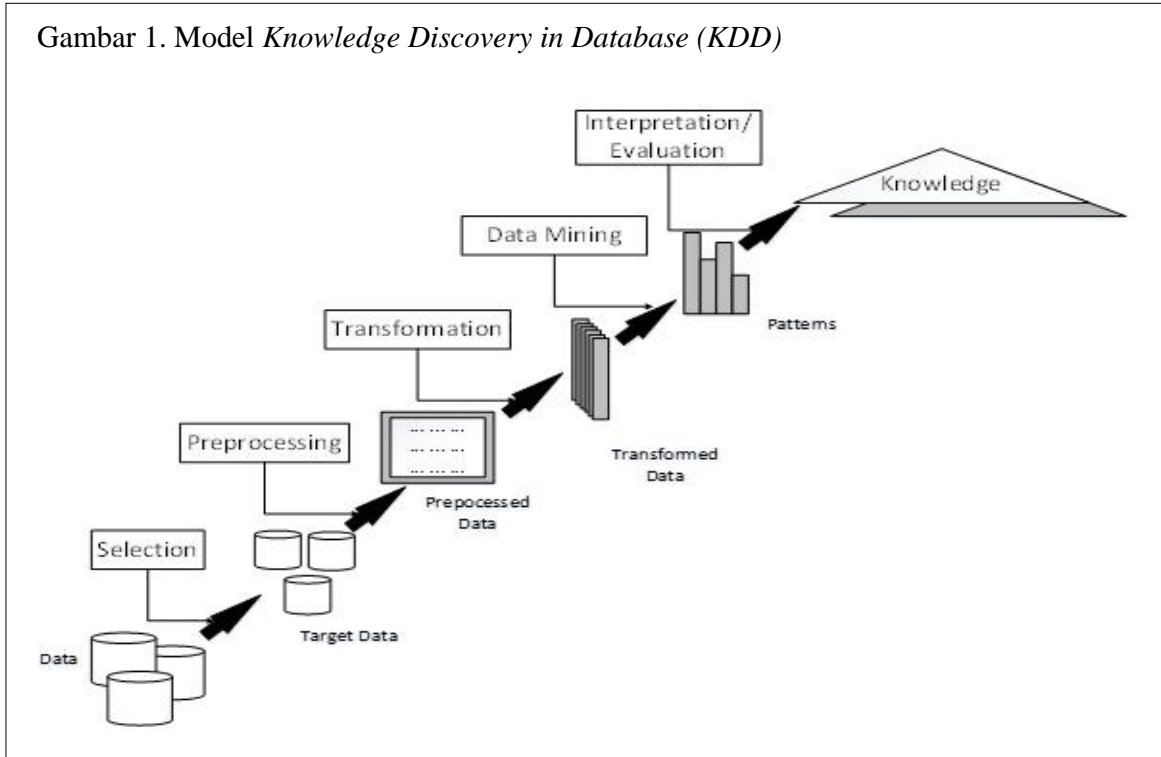 Gambar 1. Model Knowledge Discovery in Database (KDD)
Interpretation/
Evaluation
Knowledge
Data Mining
Patterns
Transformation
Transformed
Data
... ... ...
... ... ...
... ... ...
Preprocessing
Prepocessed
Data
Selection
Target Data
Data